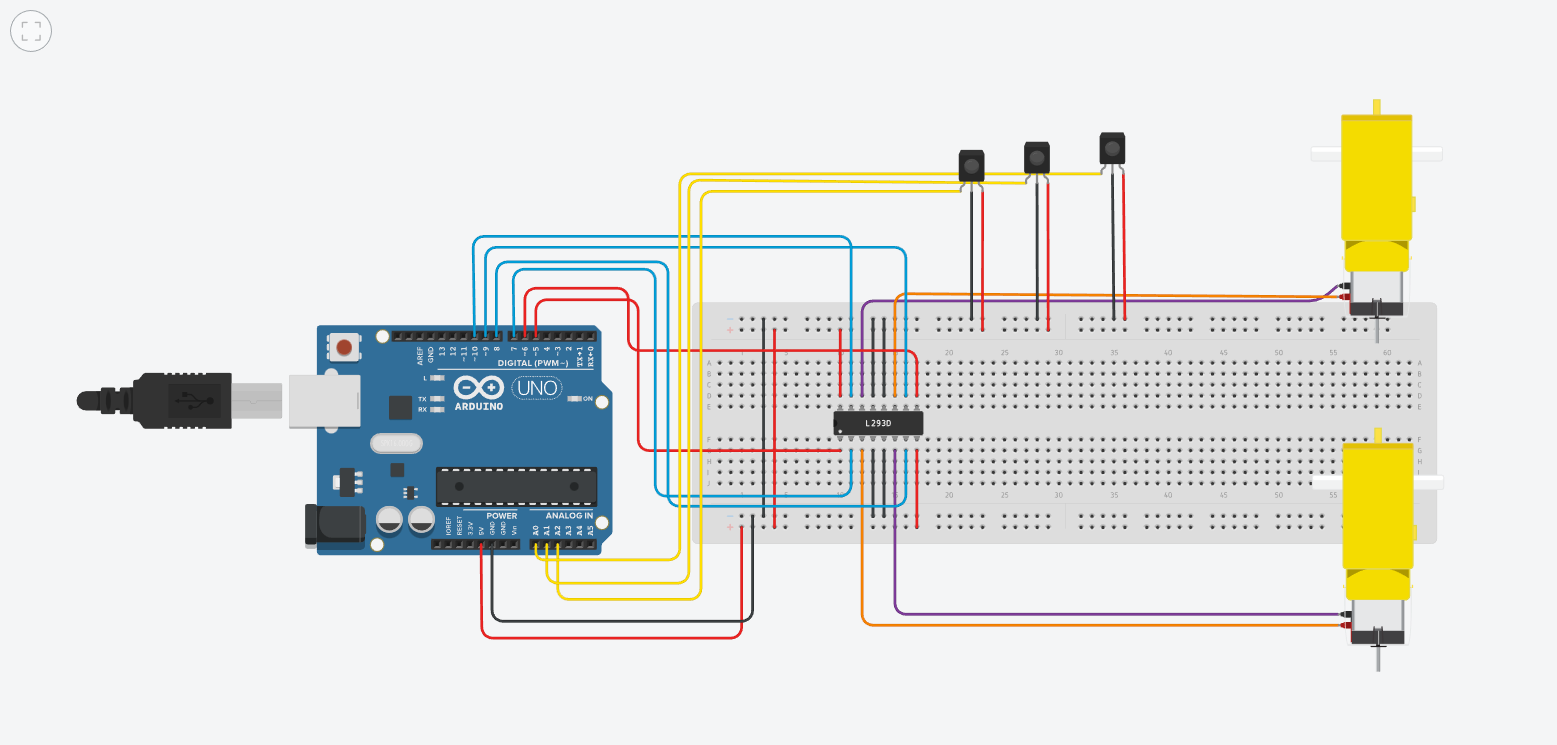 AREF
GND
13
12
~11
~10
~9
8
7
~6
~5
4
~3
2
TX→1
RX←0
DIGITAL (PWM~)
L
TX
RX
UNO
ARDUINO
ON
POWER
ANALOG IN
IOREF
RESET
3.3V
5V
GND
GND
Vin
A0
A1
A2
A3
A4
A5
20
25
30
35
40
45
50
55
60
A
B
C
D
E
L293D
F
G
H
I
J
20
25
30
35
40
45
50
55
A
B
C
D
E
F